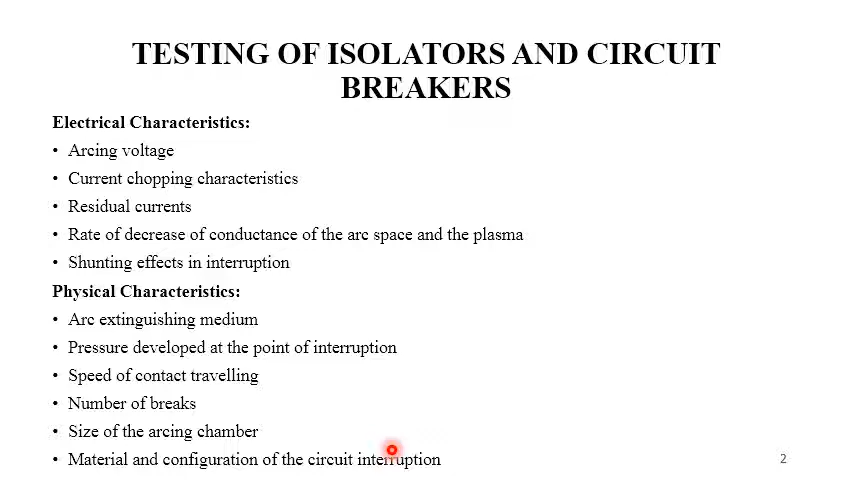 TESTING OF ISOLATORS AND CIRCUIT
BREAKERS
Electrical Characteristics:
• Arcing voltage
• Current chopping characteristics
• Residual currents
• Rate of decrease of conductance of the arc space and the plasma
• Shunting effects in interruption
Physical Characteristics:
• Arc extinguishing medium
• Pressure developed at the point of interruption
• Speed of contact travelling
• Number of breaks
• Size of the arcing chamber
• Material and configuration of the circuit interruption
2